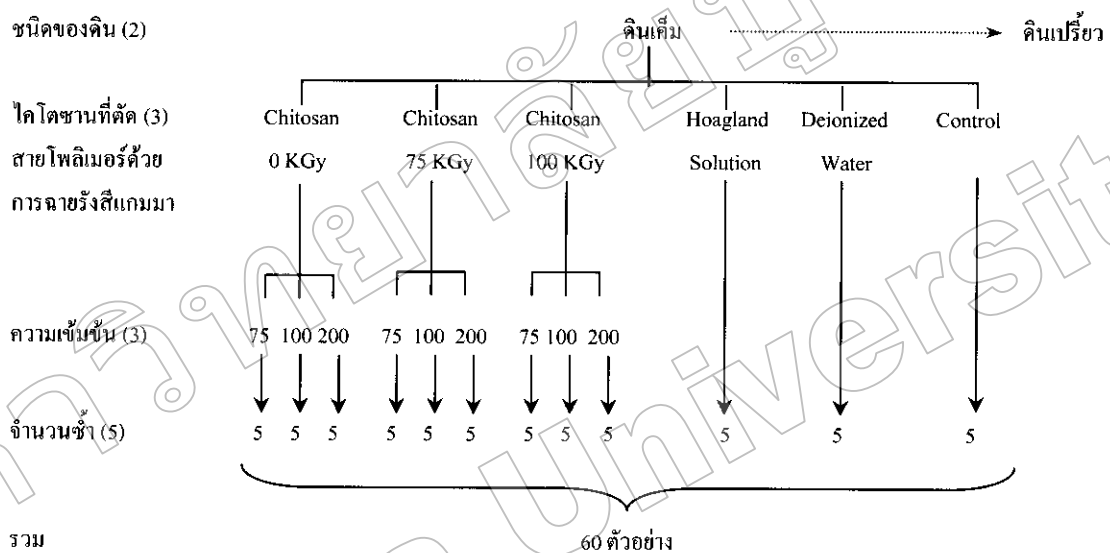 ชนิดของดิน (2) ดินเค็ม ดินเปรี้ยว
ไคโตซานที่ตัด (3) Chitosan Chitosan Chitosan Hoagland Deionized Control
สายโพลิเมอร์ด้วย 0 KGy 75 KGy 100 KGy Solution Water
การฉายรังสีแกมมา
ความเข้มข้น (3) 75 100 200 75 100 200 75 100 200
จำนวนซ้ำ (5) 5 5 5 5 5 5 5 5 5 5 5 5
รวม 60 ตัวอย่าง